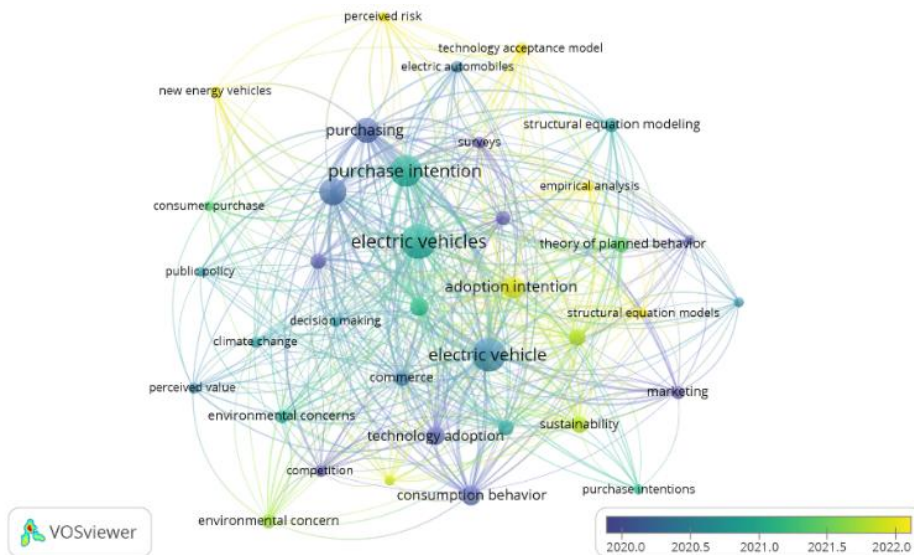 perceived risk
technology acceptance model
electric automobiles
new energy vehicles
structural equation modeling
purchasing
surveys
purchase intention
empirical analysis
consumer purchase
electric vehicles
theory of planned behavior
public policy
adoption intention
structural equation models
decision making
climate change
electric vehicle
commerce
perceived value
marketing
environmental concerns
sustainability
technology adoption
competition
purchase intentions
consumption behavior
environmental concern
VOSviewer
2020.0 2020.5 2021.0 2021.5 2022.0